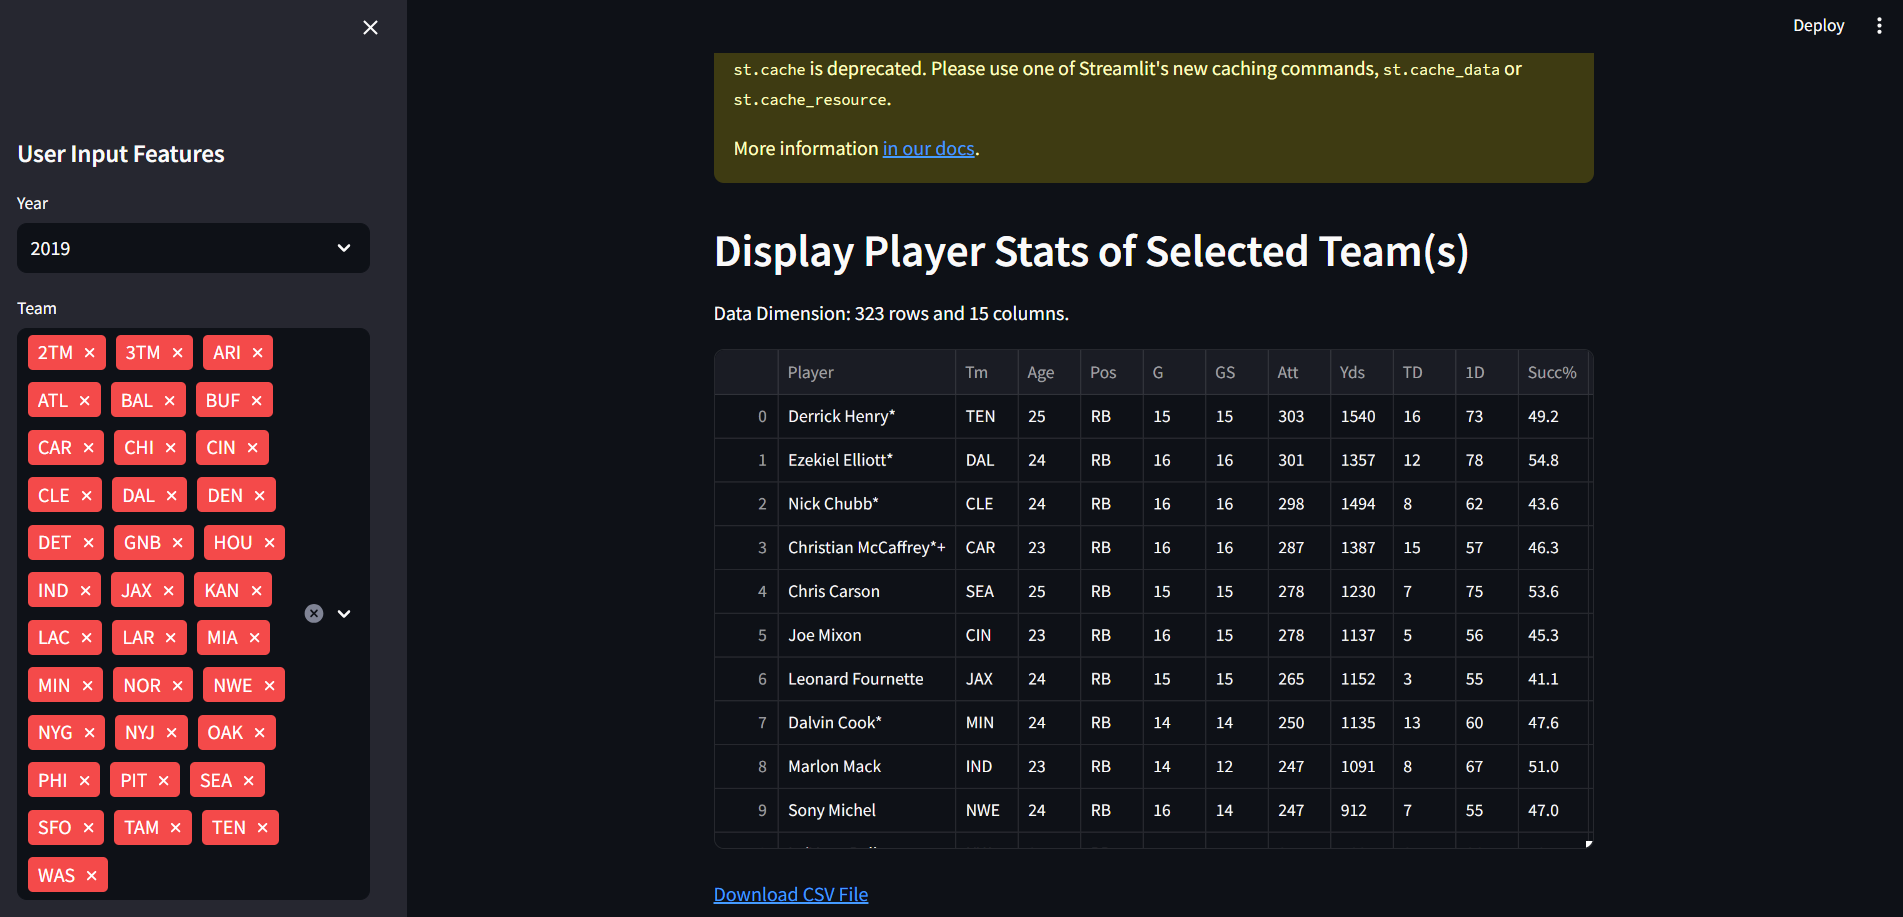 Deploy
User Input Features
Year
2019
Team
2TM 3TM ARI
ATL BAL BUF
CAR CHI CIN
CLE DAL DEN
DET GNB HOU
IND JAX KAN
LAC LAR MIA
MIN NOR NWE
NYG NYJ OAK
PHI PIT SEA
SFO TAM TEN
WAS
st.cache is deprecated. Please use one of Streamlit's new caching commands, st.cache_data or
st.cache_resource.
More information in our docs.
Display Player Stats of Selected Team(s)
Data Dimension: 323 rows and 15 columns.
Player Tm Age Pos G GS Att Yds TD 1D Succ%
0 Derrick Henry* TEN 25 RB 15 15 303 1540 16 73 49.2
1 Ezekiel Elliott* DAL 24 RB 16 16 301 1357 12 78 54.8
2 Nick Chubb* CLE 24 RB 16 16 298 1494 8 62 43.6
3 Christian McCaffrey*+ CAR 23 RB 16 16 287 1387 15 57 46.3
4 Chris Carson SEA 25 RB 15 15 278 1230 7 75 53.6
5 Joe Mixon CIN 23 RB 16 15 278 1137 5 56 45.3
6 Leonard Fournette JAX 24 RB 15 15 265 1152 3 55 41.1
7 Dalvin Cook* MIN 24 RB 14 14 250 1135 13 60 47.6
8 Marlon Mack IND 23 RB 14 12 247 1091 8 67 51.0
9 Sony Michel NWE 24 RB 16 14 247 912 7 55 47.0
Download CSV File